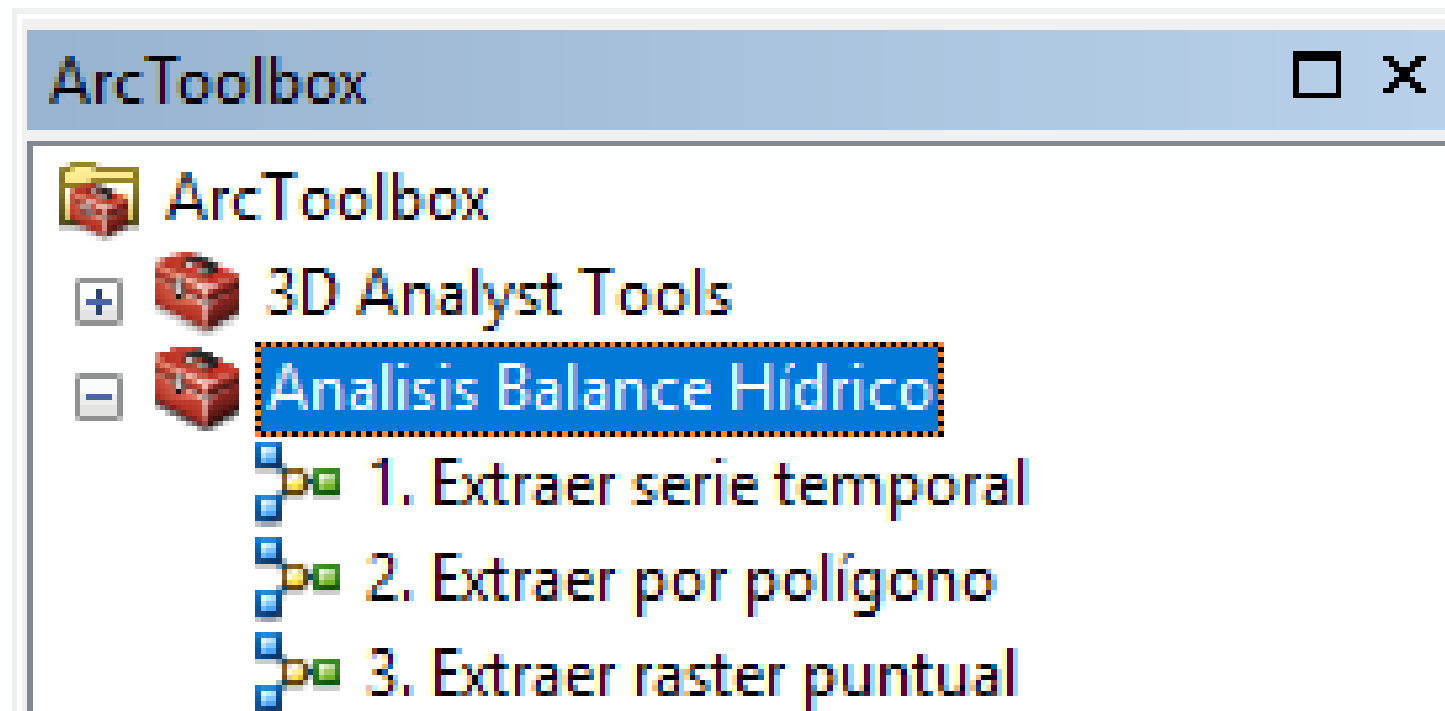 ArcToolbox
ArcToolbox
3D Analyst Tools
Analisis Balance Hídrico
1. Extraer serie temporal
2. Extraer por polígono
3. Extraer raster puntual